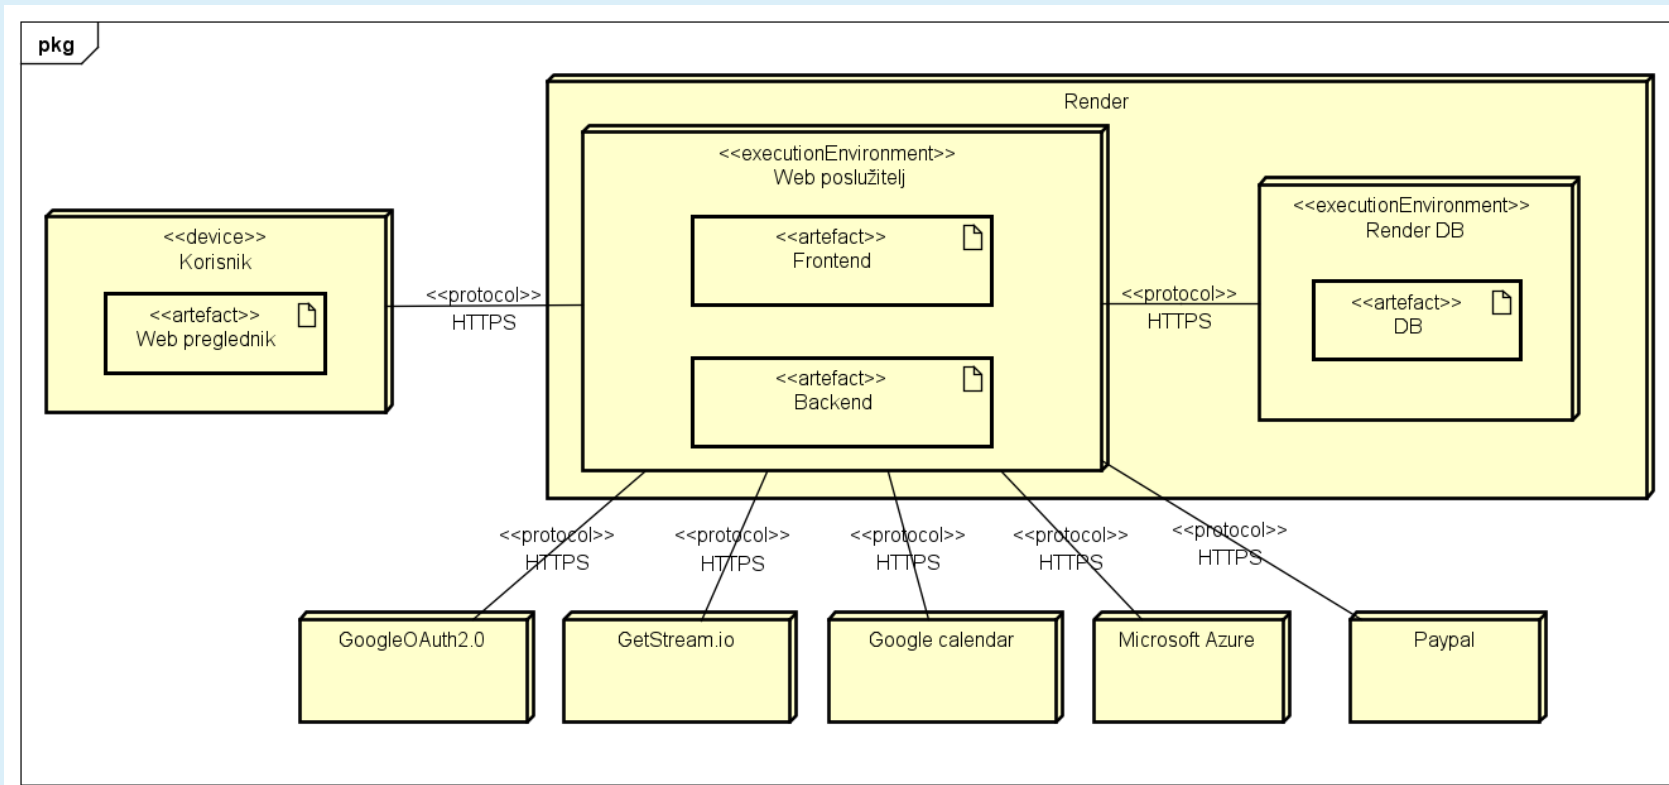 pkg
Render
<<executionEnvironment>>
Web poslužitelj
<<artefact>>
Frontend
<<artefact>>
Backend
<<executionEnvironment>>
Render DB
<<artefact>>
DB
<<device>>
Korisnik
<<artefact>>
Web preglednik
<<protocol>>
HTTPS
<<protocol>>
HTTPS
<<protocol>>
HTTPS
<<protocol>>
HTTPS
<<protocol>>
HTTPS
<<protocol>>
HTTPS
<<protocol>>
HTTPS
GoogleOAuth2.0
GetStream.io
Google calendar
Microsoft Azure
Paypal